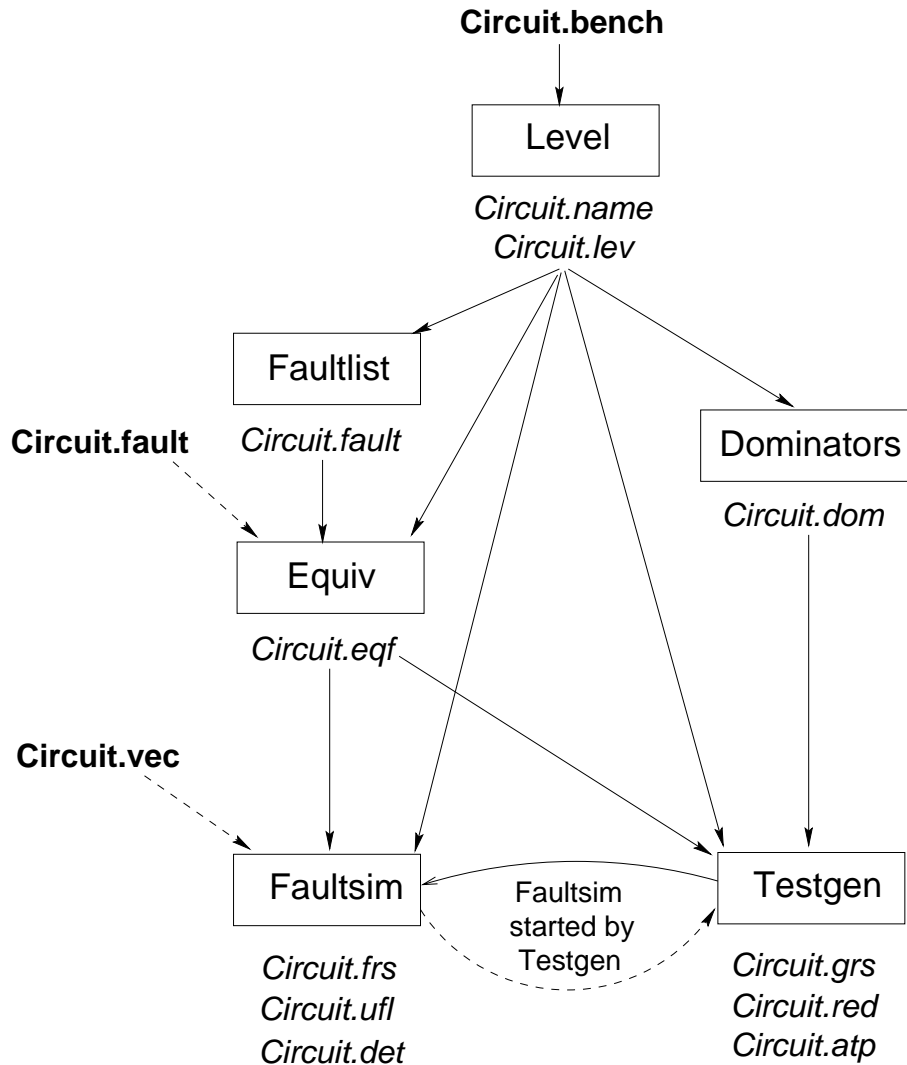 Circuit.bench
Level
Circuit.name
Circuit.lev
Faultlist
Circuit.fault
Circuit.fault
Dominators
Circuit.dom
Equiv
Circuit.eqf
Circuit.vec
Faultsim
Faultsim
started by
Testgen
Testgen
Circuit.frs
Circuit.ufl
Circuit.det
Circuit.grs
Circuit.red
Circuit.atp